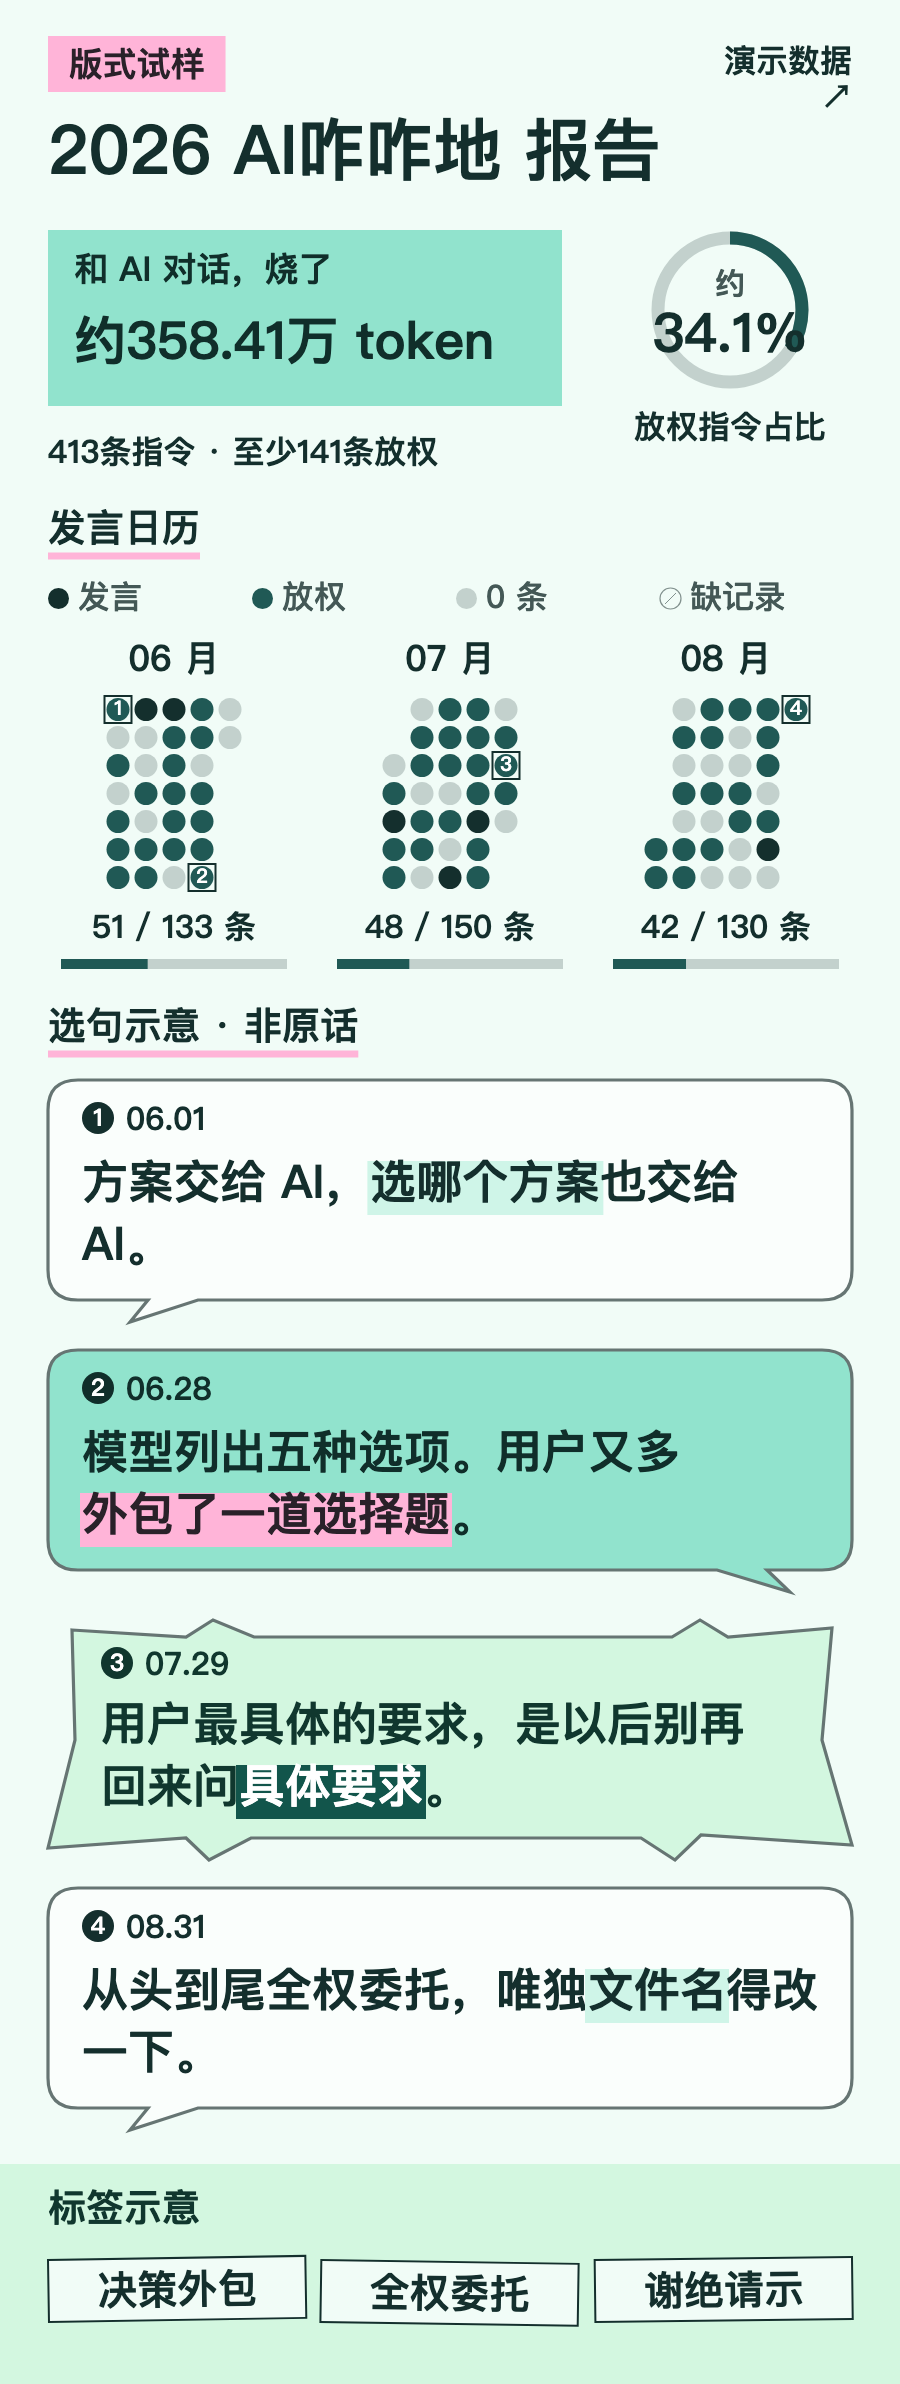 版式试样
演示数据
↗
2026 AI咋咋地 报告
和 AI 对话，烧了
约358.41万 token
约
34.1%
放权指令占比
413条指令 · 至少141条放权
发言日历
发言
放权
0 条
缺记录
06 月
07 月
08 月
1
4
3
2
51 / 133 条
48 / 150 条
42 / 130 条
选句示意 · 非原话
1 06.01
方案交给 AI，选哪个方案也交给
AI。
2 06.28
模型列出五种选项。用户又多
外包了一道选择题。
3 07.29
用户最具体的要求，是以后别再
回来问具体要求。
4 08.31
从头到尾全权委托，唯独文件名得改
一下。
标签示意
决策外包
全权委托
谢绝请示